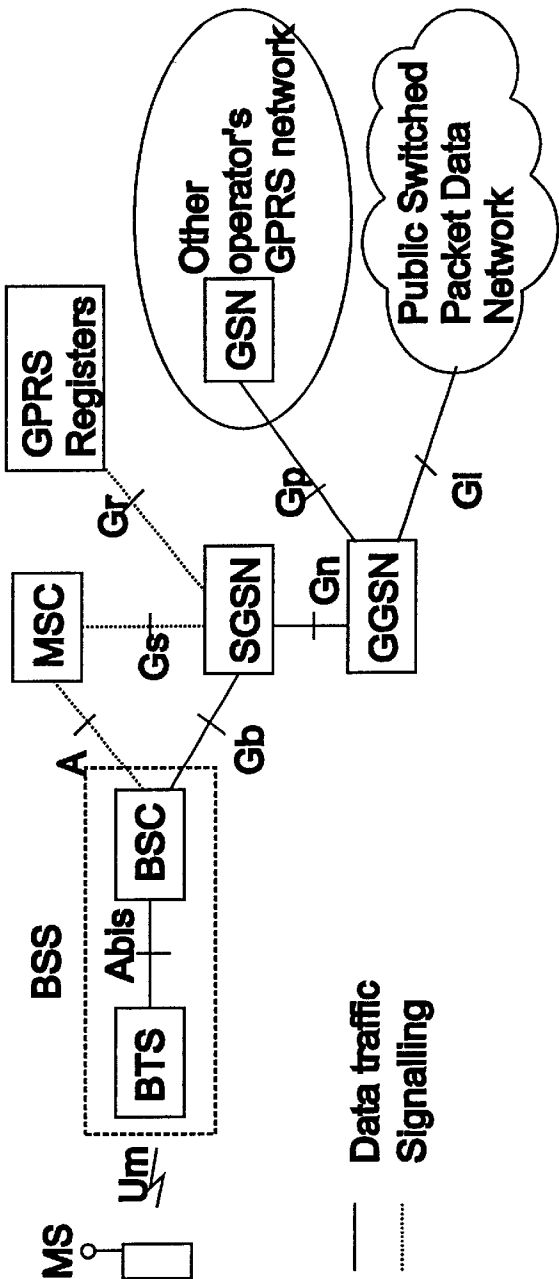 MS
Um
BSS
BTS
Abis
BSC
A
Gb
MSC
Gs
Gr
GPRS
Registers
SGSN
Gn
GGSN
Gp
Gi
GSN
Other
operator's
GPRS network
Public Switched
Packet Data
Network
Data traffic
Signalling